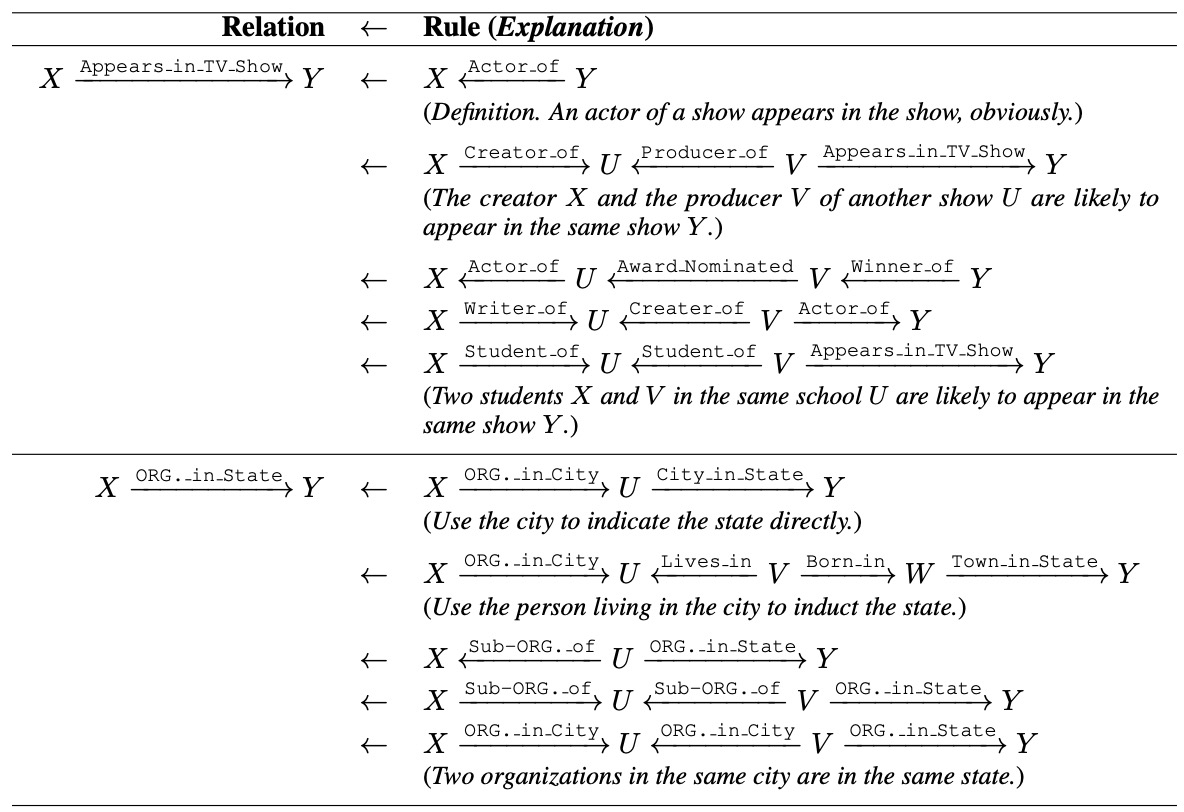 Relation ← Rule (Explanation)
X Appears_in_TV_Show Y ← X Actor_of Y
(Definition. An actor of a show appears in the show, obviously.)
← X Creator_of U Producer_of V Appears_in_TV_Show Y
(The creator X and the producer V of another show U are likely to
appear in the same show Y.)
← X Actor_of U Award_Nominated V Winner_of Y
← X Writer_of U Creater_of V Actor_of Y
← X Student_of U Student_of V Appears_in_TV_Show Y
(Two students X and V in the same school U are likely to appear in the
same show Y.)
X ORG._in_State Y ← X ORG._in_City U City_in_State Y
(Use the city to indicate the state directly.)
← X ORG._in_City U Lives_in V Born_in W Town_in_State Y
(Use the person living in the city to induct the state.)
← X Sub-ORG._of U ORG._in_State Y
← X Sub-ORG._of U Sub-ORG._of V ORG._in_State Y
← X ORG._in_City U ORG._in_City V ORG._in_State Y
(Two organizations in the same city are in the same state.)